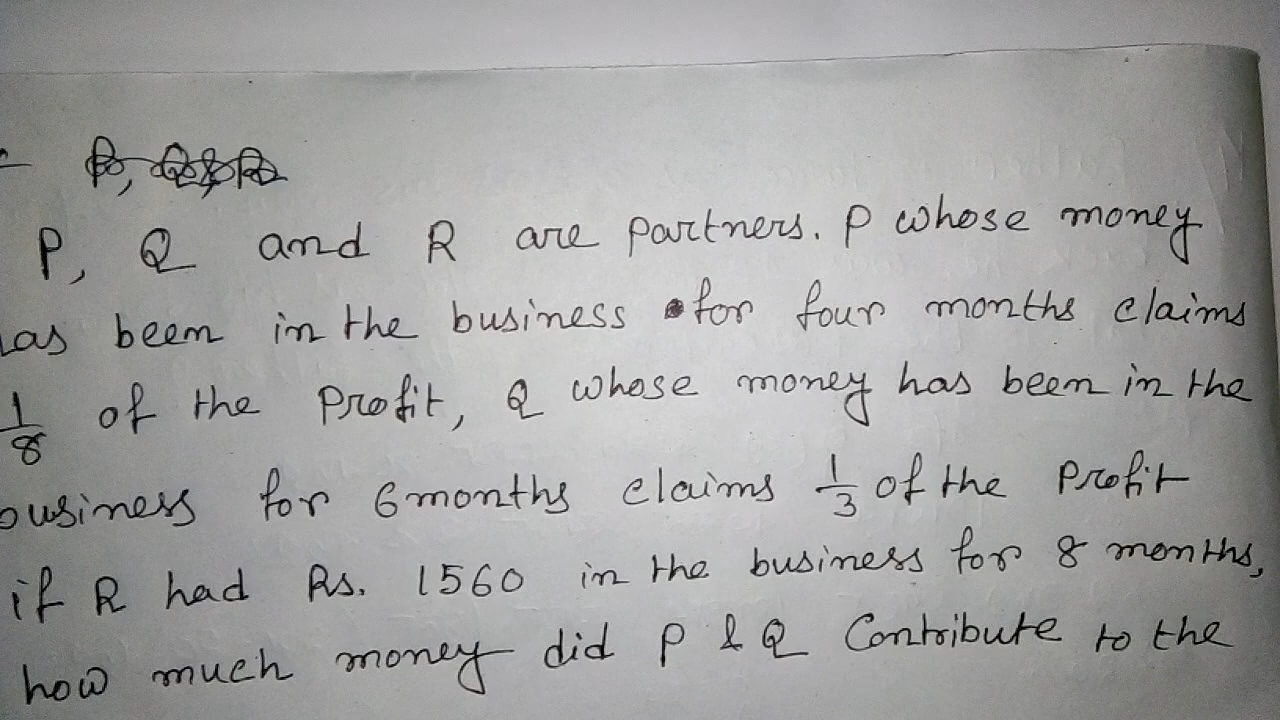 P, Q and R are partners. P whose money
has been in the business for four months claims
1/8 of the Profit, Q whose money has been in the
business for 6 months claims 1/3 of the Profit
if R had Rs. 1560 in the business for 8 months,
how much money did P & Q Contribute to the